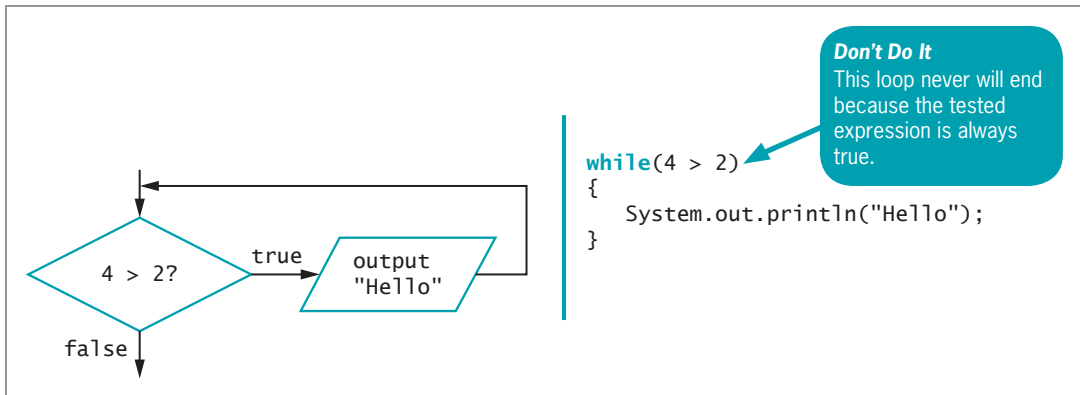 4 > 2?
true
output
"Hello"
false
while(4 > 2)
{
System.out.println("Hello");
}
Don't Do It
This loop never will end
because the tested
expression is always
true.